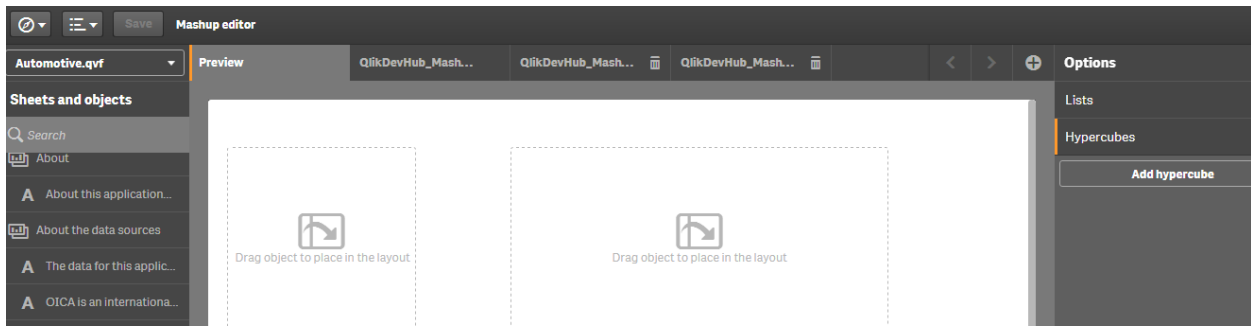 Save
Mashup editor
Automotive.qvf
Preview
QlikDevHub_Mash...
QlikDevHub_Mash...
QlikDevHub_Mash...
Options
Sheets and objects
Lists
Search
Hypercubes
About
Add hypercube
About this application...
About the data sources
Drag object to place in the layout
Drag object to place in the layout
The data for this applic...
OICA is an internationa...